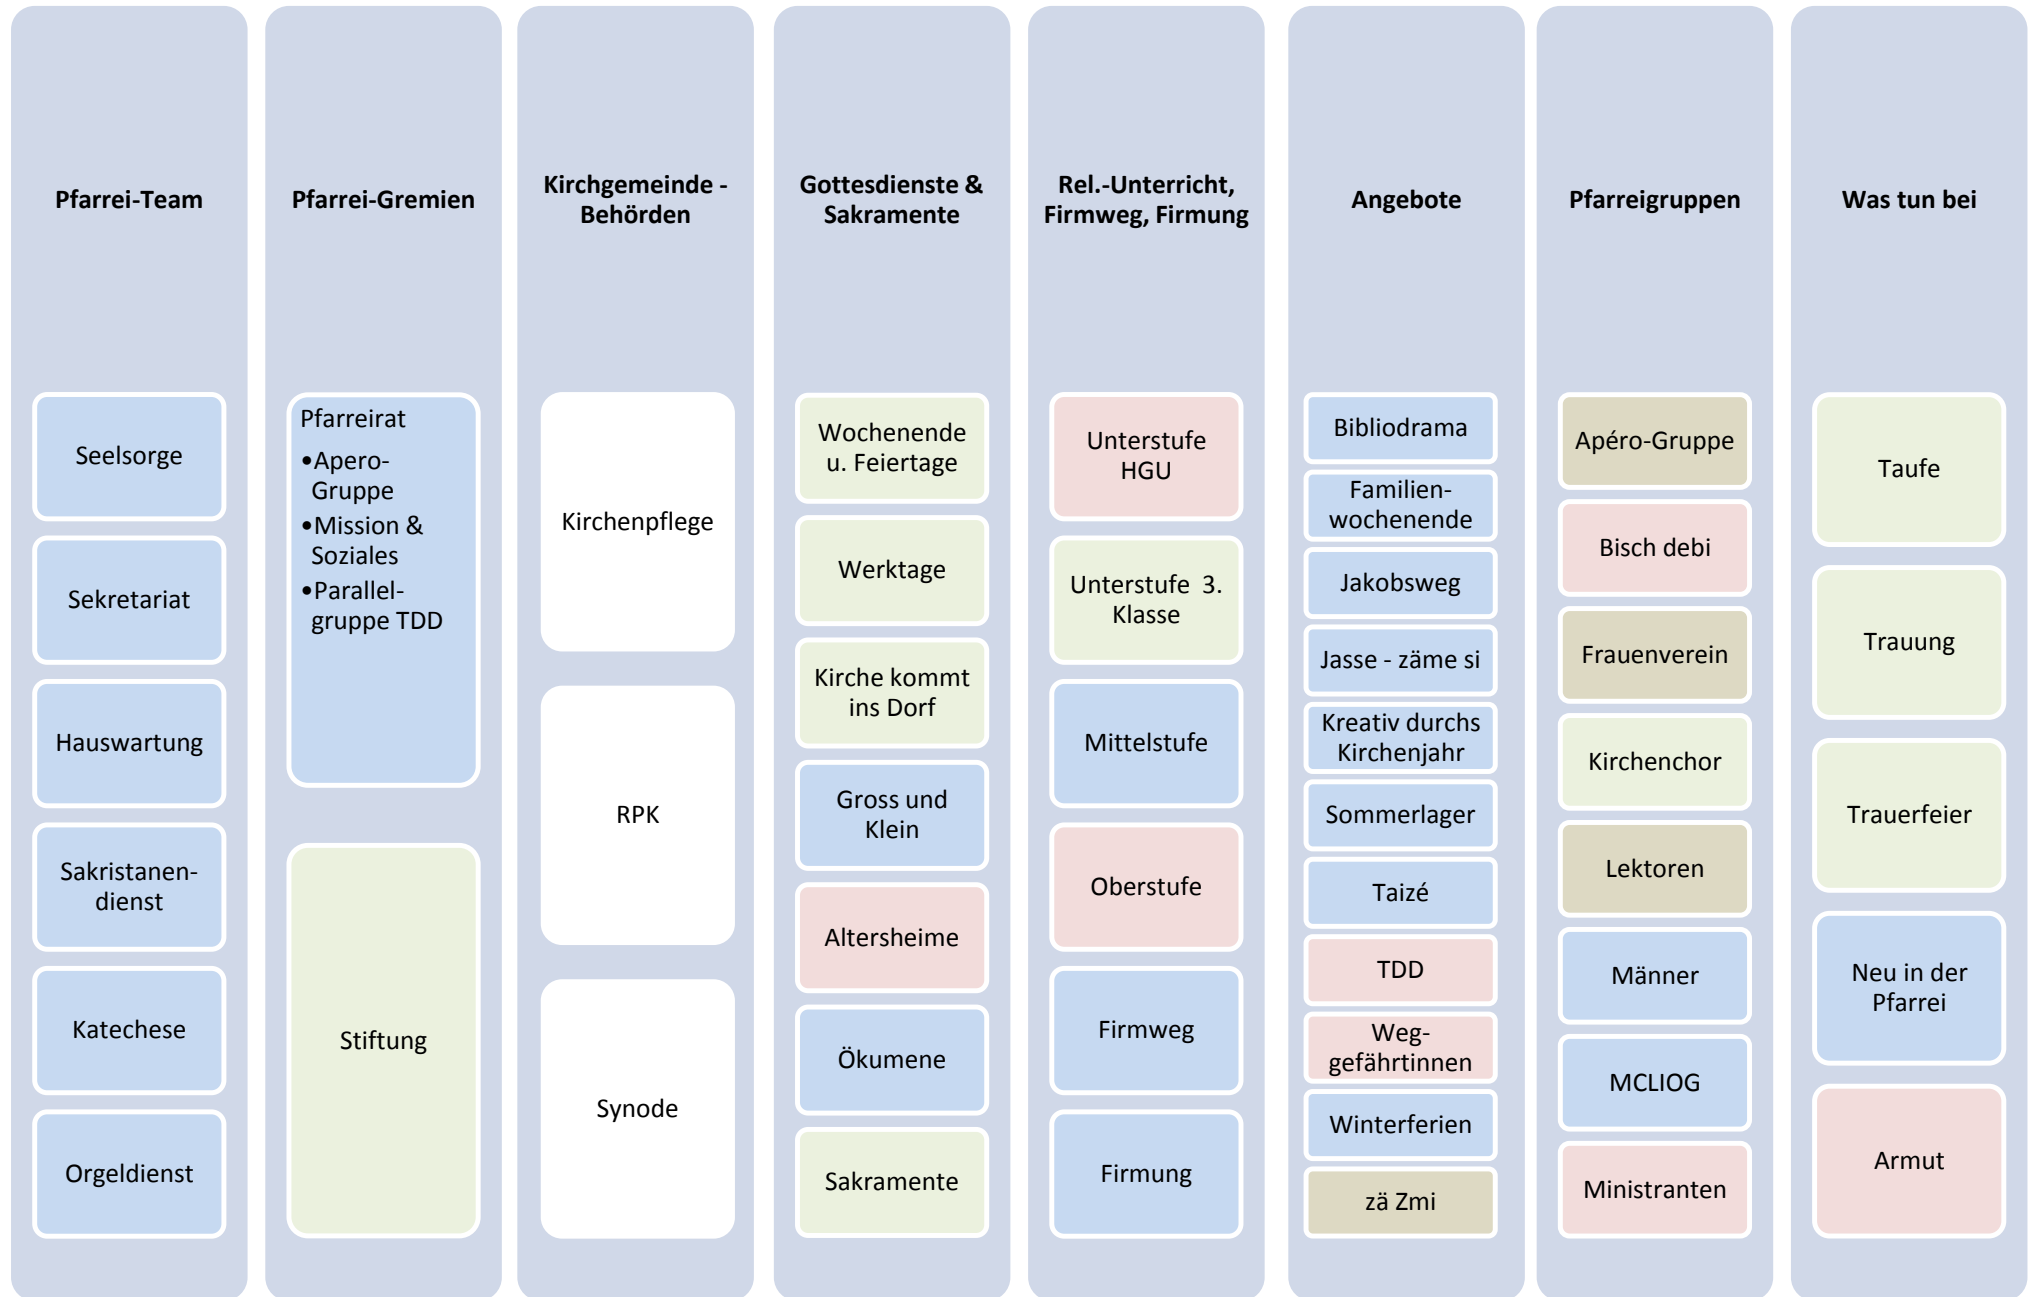 Pfarrei-Team
Seelsorge
Sekretariat
Hauswartung
Sakristanen-
dienst
Katechese
Orgeldienst
Pfarrei-Gremien
Pfarreirat
•Apero-
Gruppe
•Mission &
Soziales
•Parallel-
gruppe TDD
Stiftung
Kirchgemeinde -
Behörden
Kirchenpflege
RPK
Synode
Gottesdienste &
Sakramente
Wochenende
u. Feiertage
Werktage
Kirche kommt
ins Dorf
Gross und
Klein
Altersheime
Ökumene
Sakramente
Rel.-Unterricht,
Firmweg, Firmung
Unterstufe
HGU
Unterstufe 3.
Klasse
Mittelstufe
Oberstufe
Firmweg
Firmung
Angebote
Bibliodrama
Familien-
wochenende
Jakobsweg
Jasse - zäme si
Kreativ durchs
Kirchenjahr
Sommerlager
Taizé
TDD
Weg-
gefährtinnen
Winterferien
zä Zmi
Pfarreigruppen
Apéro-Gruppe
Bisch debi
Frauenverein
Kirchenchor
Lektoren
Männer
MCLIOG
Ministranten
Was tun bei
Taufe
Trauung
Trauerfeier
Neu in der
Pfarrei
Armut